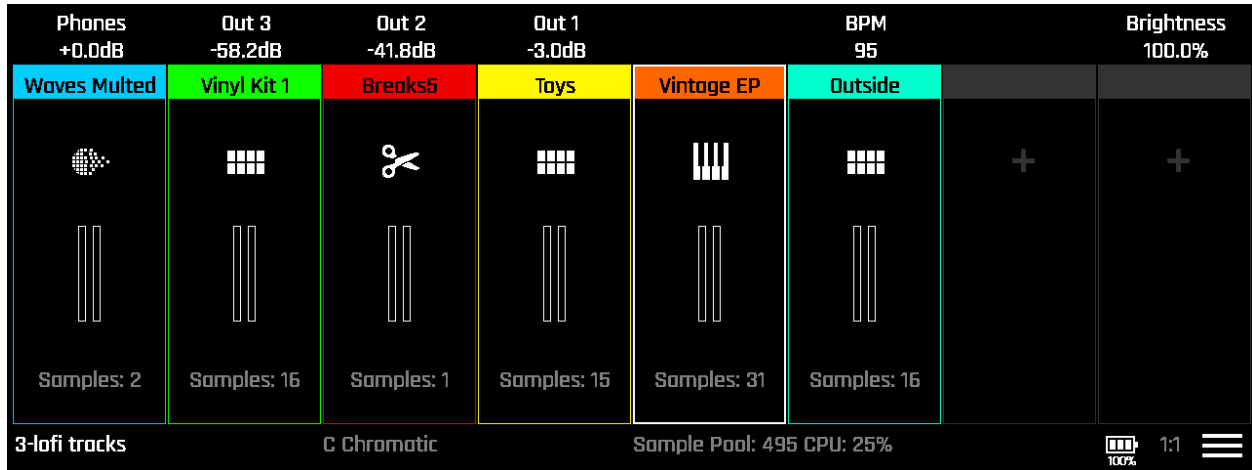 Phones Out 3 Out 2 Out 1 BPM Brightness
+0.0dB -58.2dB -41.8dB -3.0dB 95 100.0%
Waves Multed Vinyl Kit 1 Breaks5 Toys Vintage EP Outside
+ +
Samples: 2 Samples: 16 Samples: 1 Samples: 15 Samples: 31 Samples: 16
3-lofi tracks C Chromatic Sample Pool: 495 CPU: 25% 1:1
100%